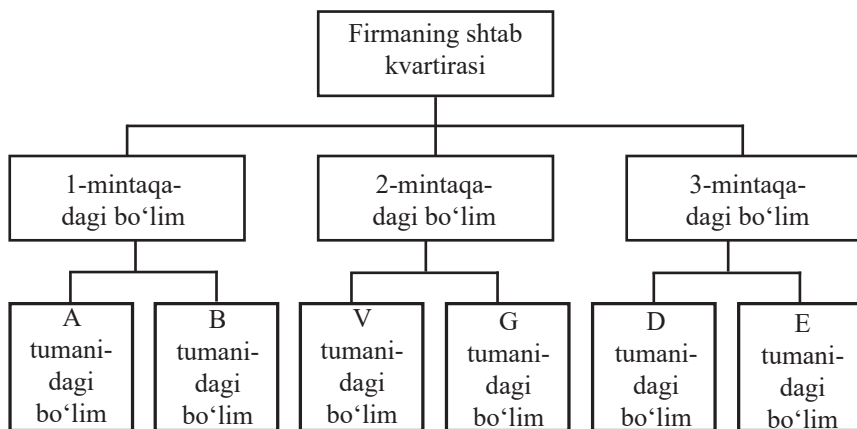 Firmaning shtab
kvartirasi
1-mintaqa-
dagi bo‘lim
2-mintaqa-
dagi bo‘lim
3-mintaqa-
dagi bo‘lim
A
tumani-
dagi
bo‘lim
B
tumani-
dagi
bo‘lim
V
tumani-
dagi
bo‘lim
G
tumani-
dagi
bo‘lim
D
tumani-
dagi
bo‘lim
E
tumani-
dagi
bo‘lim